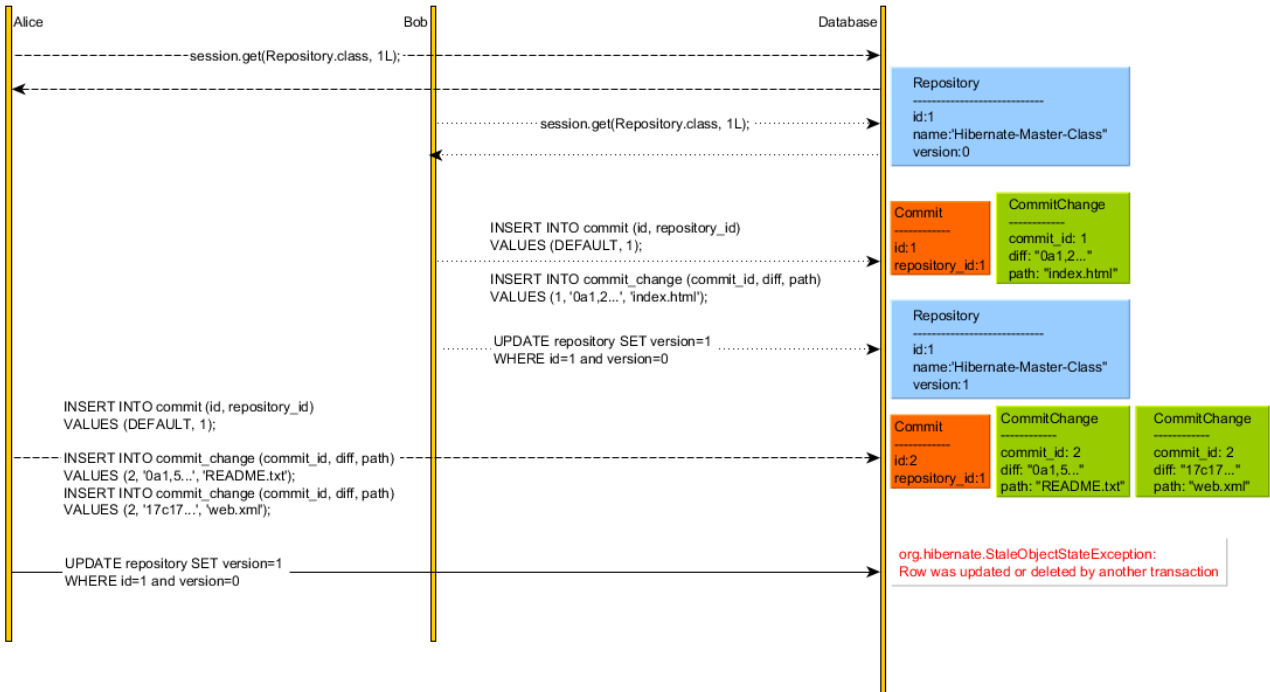 Alice
Bob
Database
session.get(Repository.class, 1L);
Repository
----------------------------
id:1
name:'Hibernate-Master-Class"
version:0
session.get(Repository.class, 1L);
INSERT INTO commit (id, repository_id)
VALUES (DEFAULT, 1);
INSERT INTO commit_change (commit_id, diff, path)
VALUES (1, '0a1,2...', 'index.html');
Commit
------------
id:1
repository_id:1
CommitChange
------------
commit_id: 1
diff: "0a1,2..."
path: "index.html"
UPDATE repository SET version=1
WHERE id=1 and version=0
Repository
----------------------------
id:1
name:'Hibernate-Master-Class"
version:1
INSERT INTO commit (id, repository_id)
VALUES (DEFAULT, 1);
INSERT INTO commit_change (commit_id, diff, path)
VALUES (2, '0a1,5...', 'README.txt');
INSERT INTO commit_change (commit_id, diff, path)
VALUES (2, '17c17...', 'web.xml');
Commit
------------
id:2
repository_id:1
CommitChange
------------
commit_id: 2
diff: "0a1,5..."
path: "README.txt"
CommitChange
------------
commit_id: 2
diff: "17c17..."
path: "web.xml"
UPDATE repository SET version=1
WHERE id=1 and version=0
org.hibernate.StaleObjectStateException:
Row was updated or deleted by another transaction